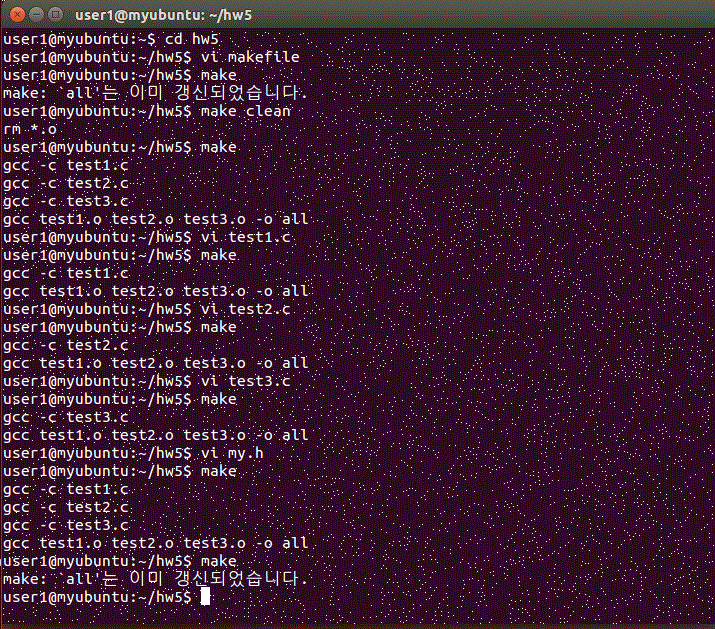 user1@myubuntu: ~/hw5
user1@myubuntu:~$ cd hw5
user1@myubuntu:~/hw5$ vi makefile
user1@myubuntu:~/hw5$ make
make: `all'는 이미 갱신되었습니다.
user1@myubuntu:~/hw5$ make clean
rm *.o
user1@myubuntu:~/hw5$ make
gcc -c test1.c
gcc -c test2.c
gcc -c test3.c
gcc test1.o test2.o test3.o -o all
user1@myubuntu:~/hw5$ vi test1.c
user1@myubuntu:~/hw5$ make
gcc -c test1.c
gcc test1.o test2.o test3.o -o all
user1@myubuntu:~/hw5$ vi test2.c
user1@myubuntu:~/hw5$ make
gcc -c test2.c
gcc test1.o test2.o test3.o -o all
user1@myubuntu:~/hw5$ vi test3.c
user1@myubuntu:~/hw5$ make
gcc -c test3.c
gcc test1.o test2.o test3.o -o all
user1@myubuntu:~/hw5$ vi my.h
user1@myubuntu:~/hw5$ make
gcc -c test1.c
gcc -c test2.c
gcc -c test3.c
gcc test1.o test2.o test3.o -o all
user1@myubuntu:~/hw5$ make
make: `all'는 이미 갱신되었습니다.
user1@myubuntu:~/hw5$